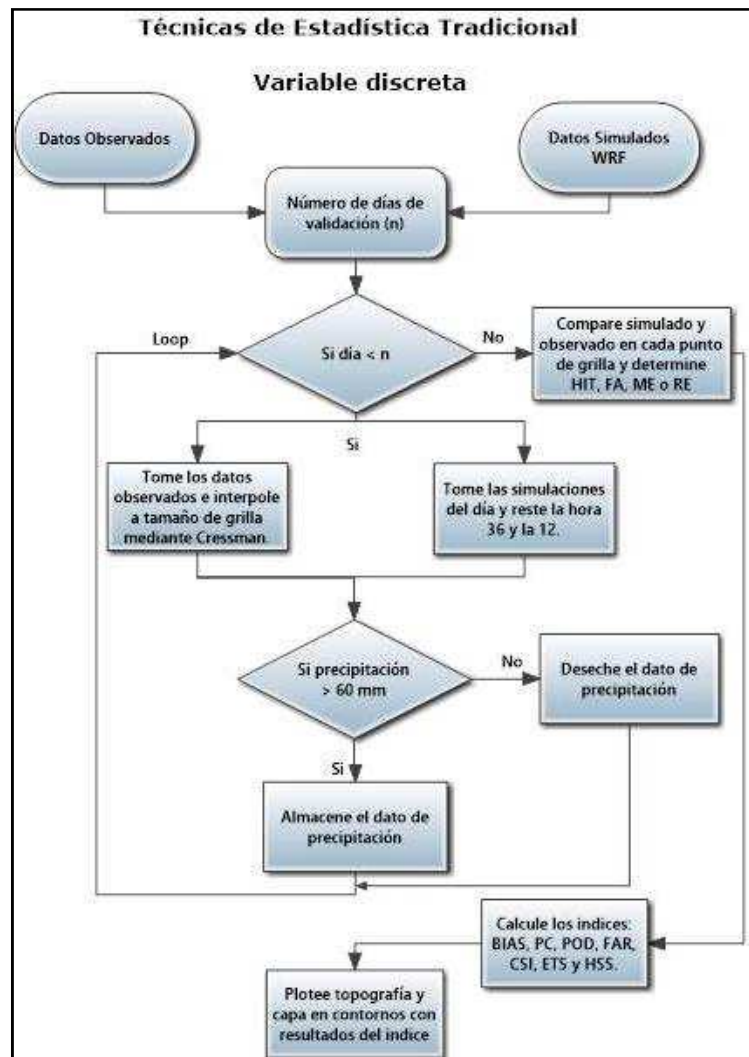 Técnicas de Estadística Tradicional
Variable discreta
Datos Observados
Datos Simulados
WRF
Número de días de
validación (n)
Loop
Si día < n
No
Compare simulado y
observado en cada punto
de grilla y determine
HIT, FA, ME o RE
Si
Tome los datos
observados e interpole
a tamaño de grilla
mediante Cressman.
Tome las simulaciones
del día y reste la hora
36 y la 12.
Si precipitación
> 60 mm
No
Deseche el dato de
precipitación
Si
Almacene el dato de
precipitación
Calcule los indices:
BIAS, PC, POD, FAR,
CSI, ETS y HSS.
Plotee topografía y
capa en contornos con
resultados del indice